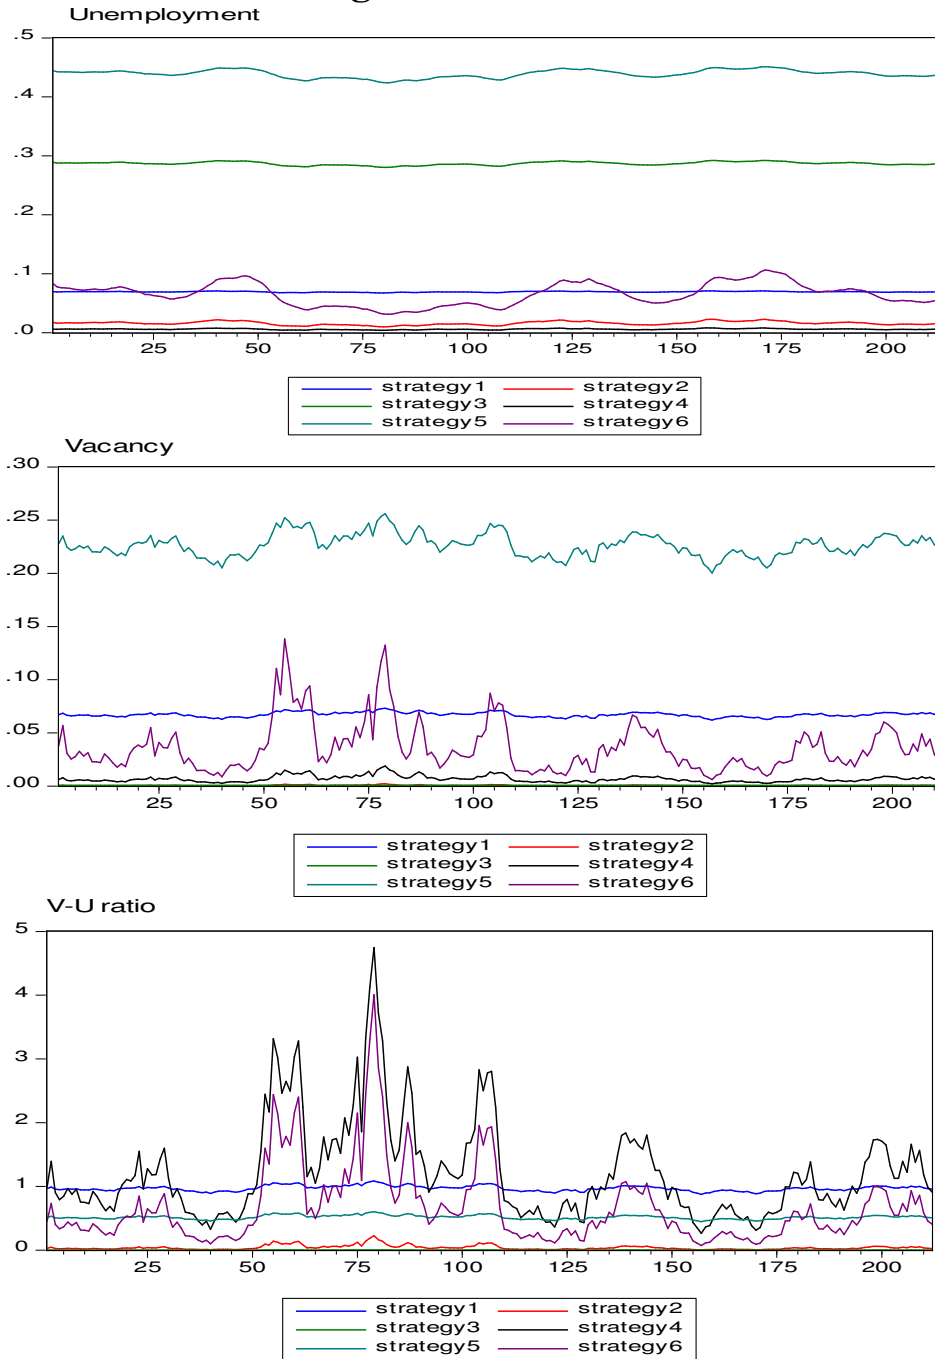 Unemployment
.5
.4
.3
.2
.1
.0
25 50 75 100 125 150 175 200
strategy1 strategy2
strategy3 strategy4
strategy5 strategy6
Vacancy
.30
.25
.20
.15
.10
.05
.00
25 50 75 100 125 150 175 200
strategy1 strategy2
strategy3 strategy4
strategy5 strategy6
V-U ratio
5
4
3
2
1
0
25 50 75 100 125 150 175 200
strategy1 strategy2
strategy3 strategy4
strategy5 strategy6